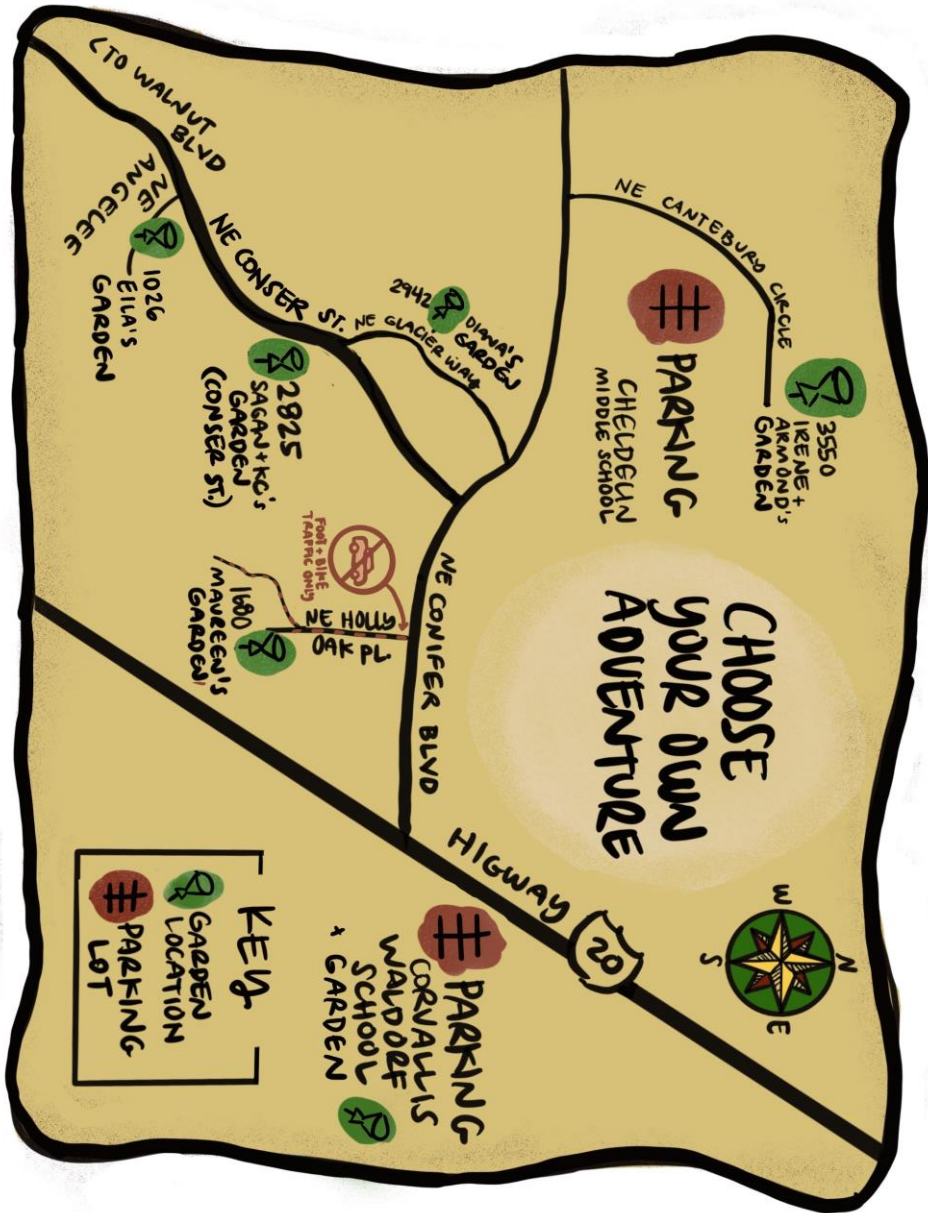 CHOOSE
YOUR OWN
ADVENTURE
N
W
E
S
3550
IRENE +
ARMOND'S
GARDEN
NE CANTEBURY CIRCLE
PARKING
CHELDELIN
MIDDLE SCHOOL
HIGWAY
20
DIANA'S
GARDEN
2942
NE GLACIER WAY
NE CONIFER BLVD
PARKING
CORVALLIS
WALDORF
SCHOOL
+ GARDEN
(TO WALNUT
BLVD
NE CONSER ST.
2825
SAGAN + KC'S
GARDEN
(CONSER ST.)
FOOT + BIKE
TRAFFIC ONLY
NE HOLLY
OAK PL.
1680
MAUREEN'S
GARDEN
NE
ANGELEE
1026
EILA'S
GARDEN
KEY
GARDEN
LOCATION
PARKING
LOT